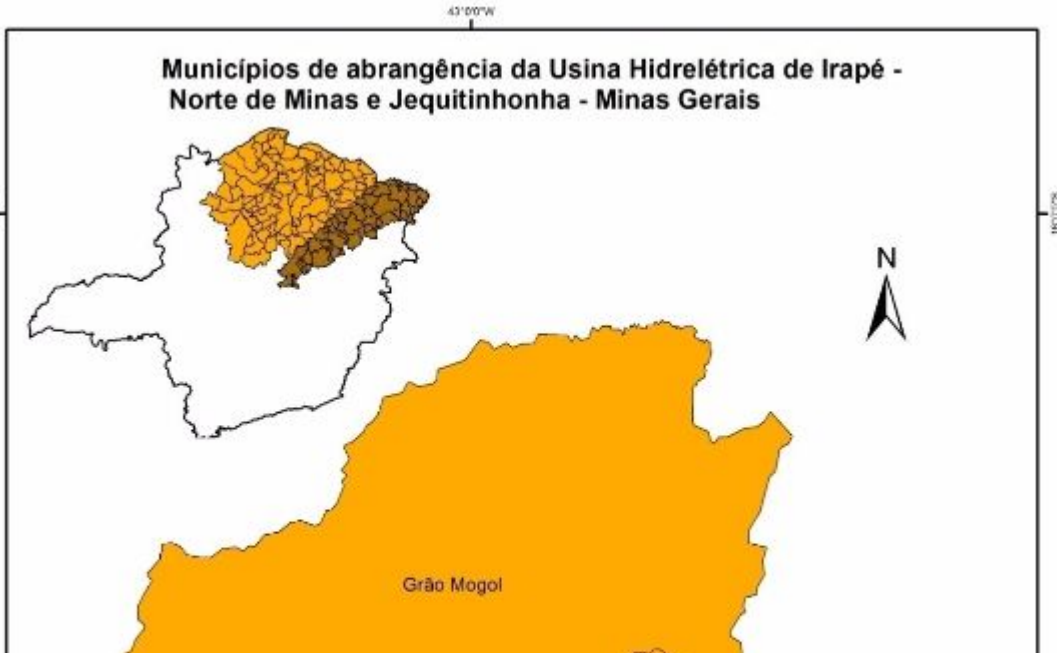 43°0'0"W
Municípios de abrangência da Usina Hidrelétrica de Irapé -
Norte de Minas e Jequitinhonha - Minas Gerais
N
Grão Mogol